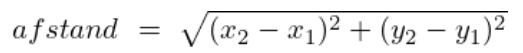 afstand = √(x₂ − x₁)² + (y₂ − y₁)²